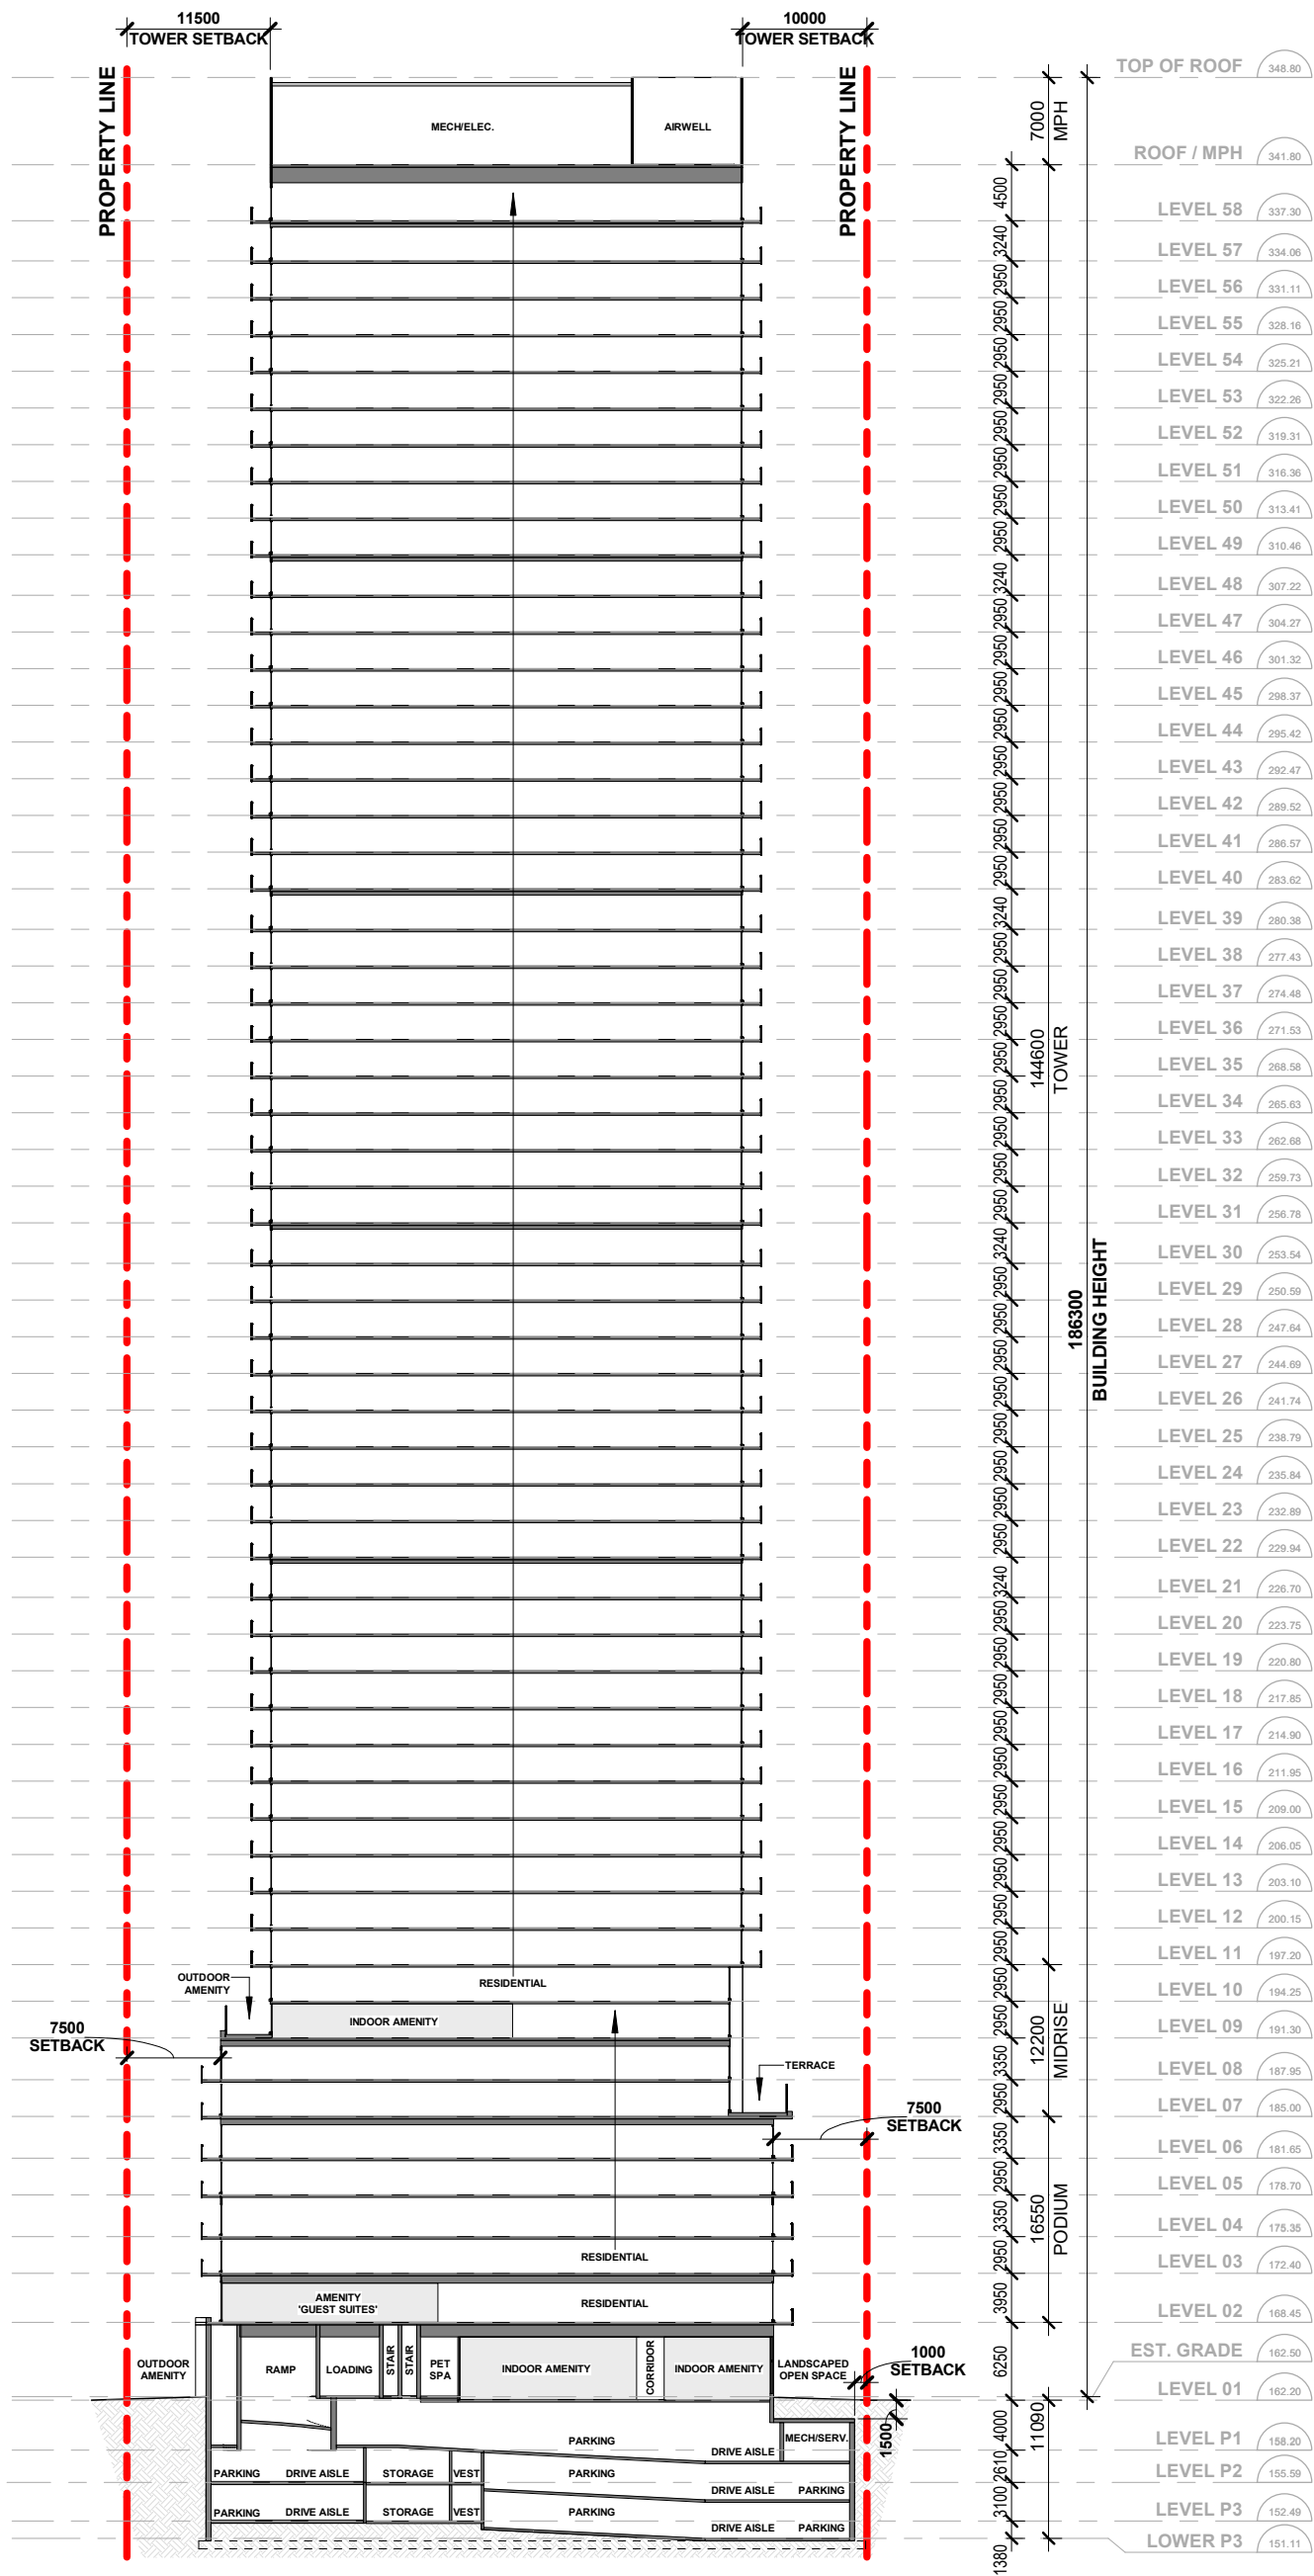 11500
TOWER SETBACK
10000
TOWER SETBACK
PROPERTY LINE
PROPERTY LINE
MECH/ELEC.
AIRWELL
7000
MPH
TOP OF ROOF 348.80
ROOF / MPH 341.80
4500
LEVEL 58 337.30
3240
LEVEL 57 334.06
2950
LEVEL 56 331.11
2950
LEVEL 55 328.16
2950
LEVEL 54 325.21
2950
LEVEL 53 322.26
2950
LEVEL 52 319.31
2950
LEVEL 51 316.36
2950
LEVEL 50 313.41
2950
LEVEL 49 310.46
3240
LEVEL 48 307.22
2950
LEVEL 47 304.27
2950
LEVEL 46 301.32
2950
LEVEL 45 298.37
2950
LEVEL 44 295.42
2950
LEVEL 43 292.47
2950
LEVEL 42 289.52
2950
LEVEL 41 286.57
2950
LEVEL 40 283.62
3240
LEVEL 39 280.38
2950
LEVEL 38 277.43
2950
LEVEL 37 274.48
2950
LEVEL 36 271.53
2950
LEVEL 35 268.58
2950
LEVEL 34 265.63
2950
LEVEL 33 262.68
2950
LEVEL 32 259.73
2950
LEVEL 31 256.78
3240
LEVEL 30 253.54
2950
LEVEL 29 250.59
2950
LEVEL 28 247.64
2950
LEVEL 27 244.69
2950
LEVEL 26 241.74
2950
LEVEL 25 238.79
2950
LEVEL 24 235.84
2950
LEVEL 23 232.89
2950
LEVEL 22 229.94
3240
LEVEL 21 226.70
2950
LEVEL 20 223.75
2950
LEVEL 19 220.80
2950
LEVEL 18 217.85
2950
LEVEL 17 214.90
2950
LEVEL 16 211.95
2950
LEVEL 15 209.00
2950
LEVEL 14 206.05
2950
LEVEL 13 203.10
2950
LEVEL 12 200.15
2950
LEVEL 11 197.20
2950
LEVEL 10 194.25
2950
LEVEL 09 191.30
3350
LEVEL 08 187.95
2950
LEVEL 07 185.00
3350
LEVEL 06 181.65
2950
LEVEL 05 178.70
3350
LEVEL 04 175.35
2950
LEVEL 03 172.40
3950
LEVEL 02 168.45
6250
EST. GRADE 162.50
LEVEL 01 162.20
4000
LEVEL P1 158.20
2610
LEVEL P2 155.59
3100
LEVEL P3 152.49
1380
LOWER P3 151.11
144600
TOWER
186300
BUILDING HEIGHT
12200
MIDRISE
16550
PODIUM
11090
OUTDOOR
AMENITY
RESIDENTIAL
INDOOR AMENITY
7500
SETBACK
TERRACE
7500
SETBACK
RESIDENTIAL
AMENITY
'GUEST SUITES'
RESIDENTIAL
OUTDOOR
AMENITY
RAMP
LOADING
STAIR
STAIR
PET
SPA
INDOOR AMENITY
CORRIDOR
INDOOR AMENITY
LANDSCAPED
OPEN SPACE
1000
SETBACK
1500
PARKING
DRIVE AISLE
MECH/SERV.
PARKING
DRIVE AISLE
STORAGE
VEST
PARKING
DRIVE AISLE
PARKING
PARKING
DRIVE AISLE
STORAGE
VEST
PARKING
DRIVE AISLE
PARKING